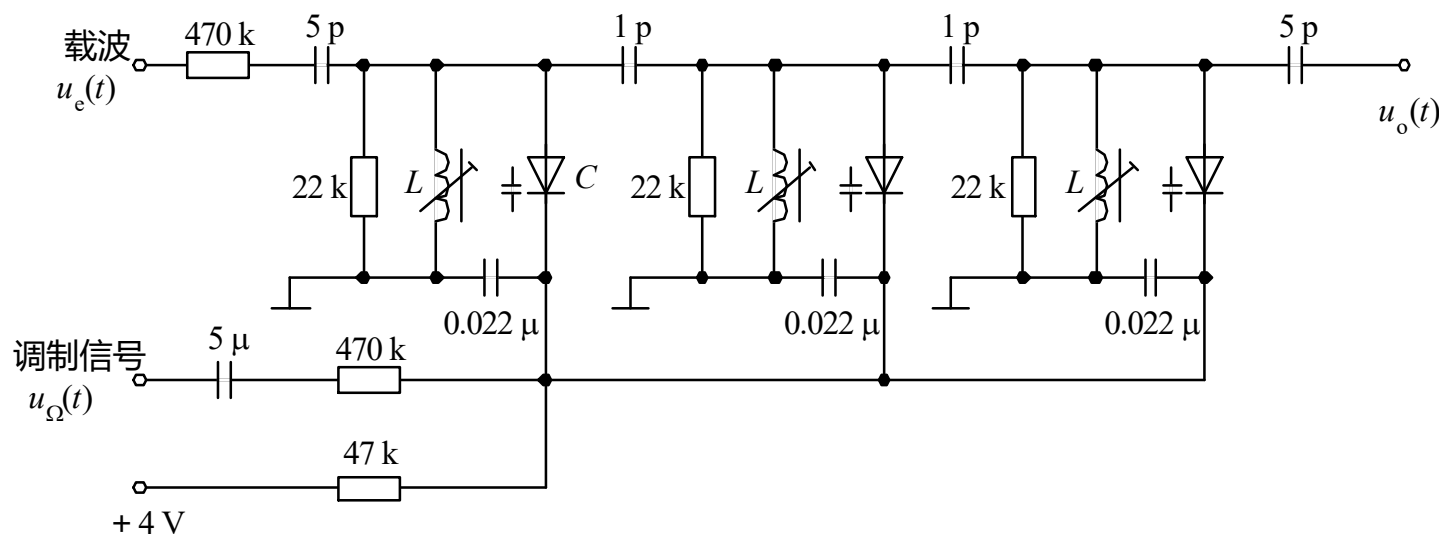 载波
u_e(t)
470 k
5 p
1 p
1 p
5 p
u_o(t)
22 k
L
C
22 k
L
22 k
L
0.022 μ
0.022 μ
0.022 μ
调制信号
u_Ω(t)
5 μ
470 k
47 k
+ 4 V